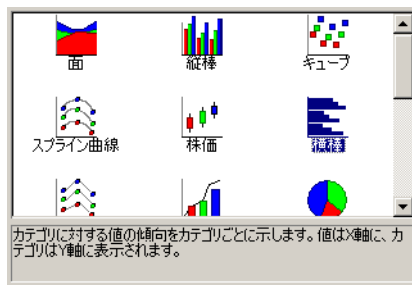 面
縦棒
キューブ
スプライン曲線
株価
横棒
カテゴリに対する値の傾向をカテゴリごとに示します。値はX軸に、カ
テゴリはY軸に表示されます。